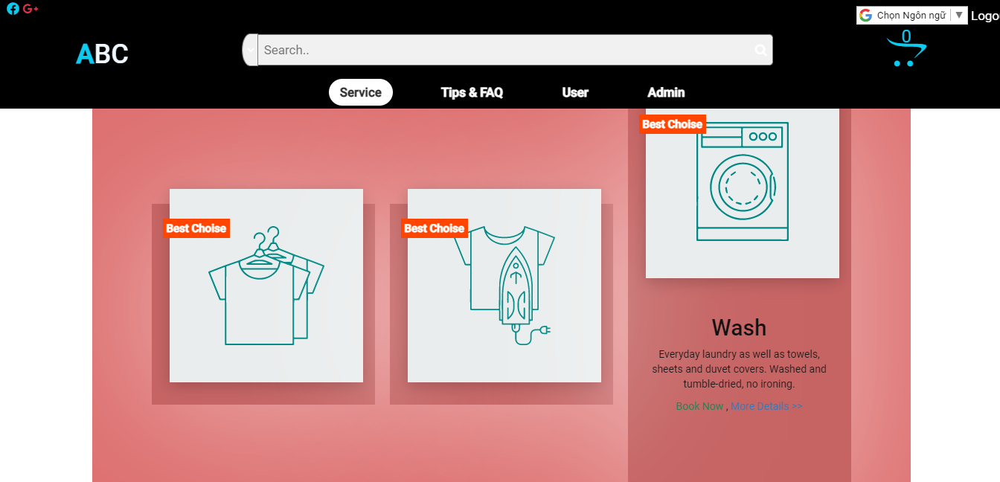 G+
Chọn Ngôn ngữ ▼
Logo
ABC
Search..
0
Service
Tips & FAQ
User
Admin
Best Choise
Best Choise
Best Choise
Wash
Everyday laundry as well as towels,
sheets and duvet covers. Washed and
tumble-dried, no ironing.
Book Now , More Details >>